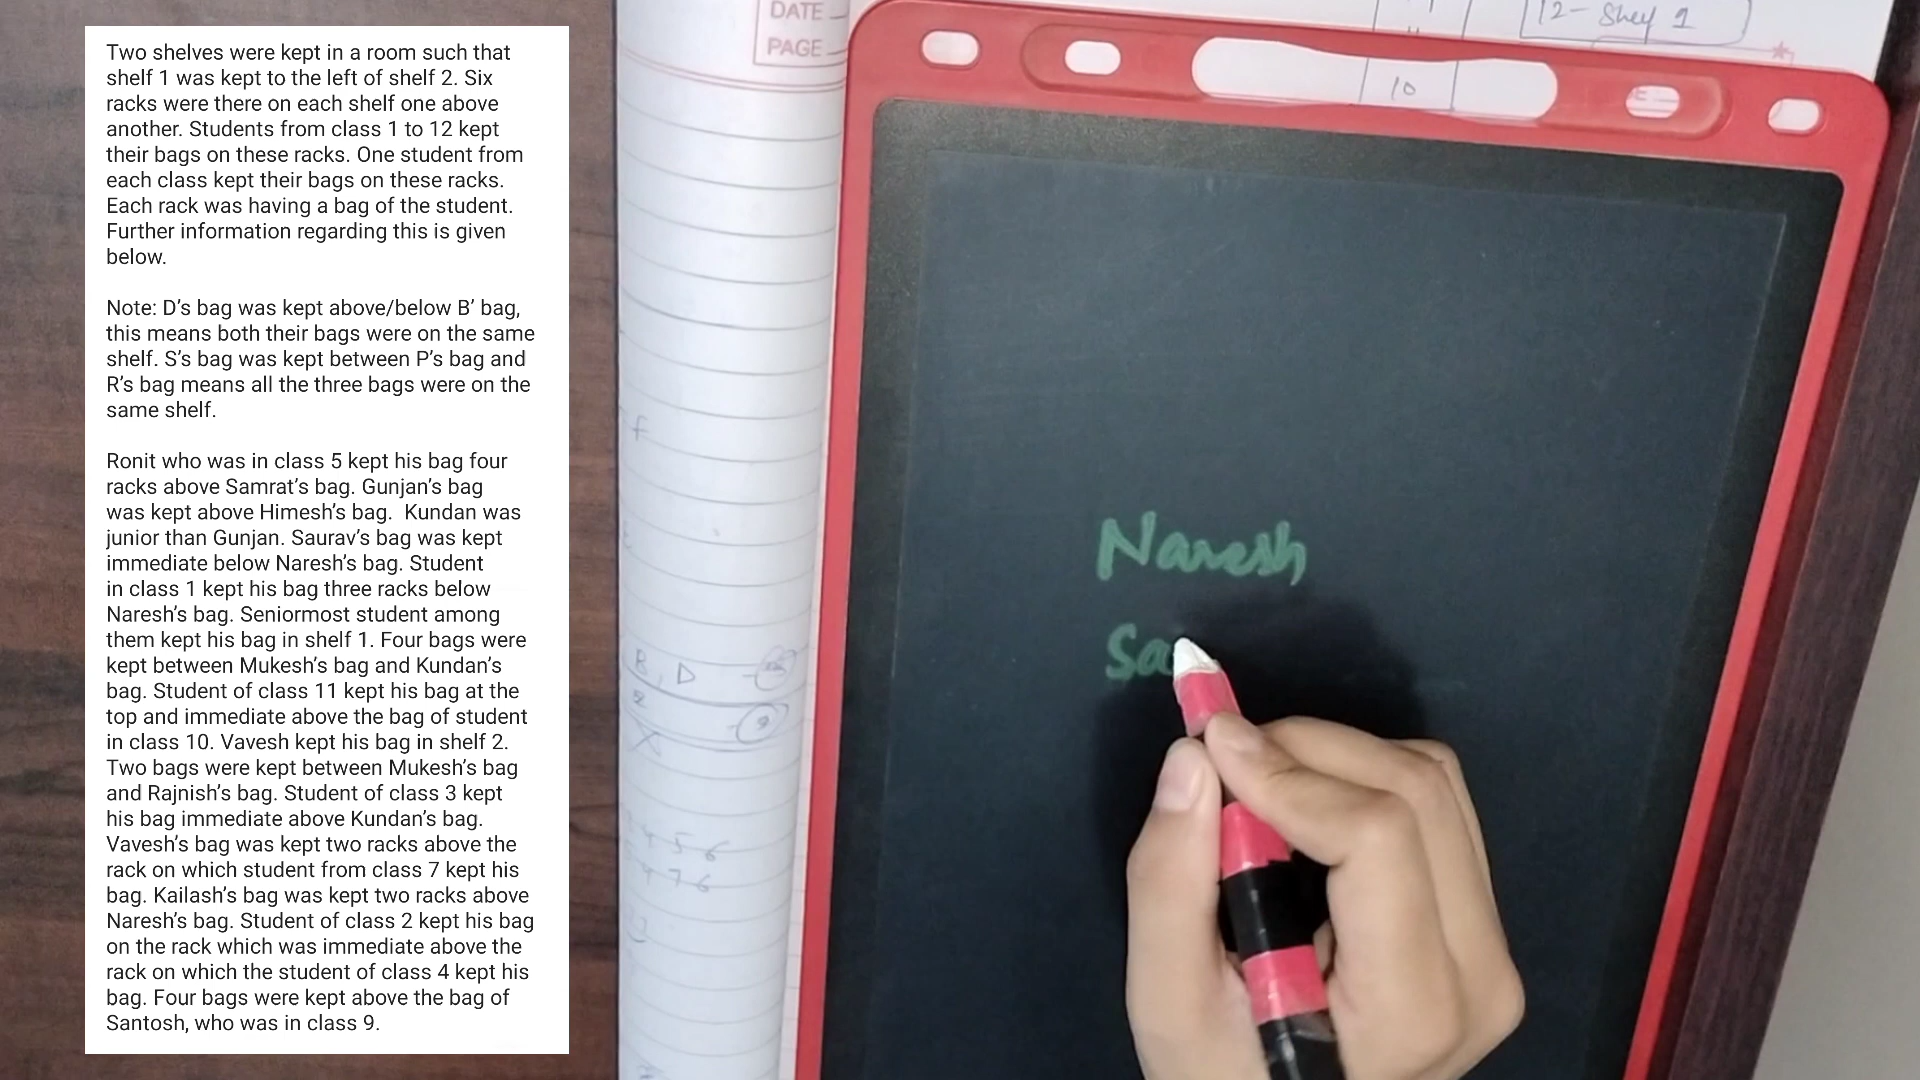 Two shelves were kept in a room such that
shelf 1 was kept to the left of shelf 2. Six
racks were there on each shelf one above
another. Students from class 1 to 12 kept
their bags on these racks. One student from
each class kept their bags on these racks.
Each rack was having a bag of the student.
Further information regarding this is given
below.
Note: D’s bag was kept above/below B’ bag,
this means both their bags were on the same
shelf. S’s bag was kept between P’s bag and
R’s bag means all the three bags were on the
same shelf.
Ronit who was in class 5 kept his bag four
racks above Samrat’s bag. Gunjan’s bag
was kept above Himesh’s bag. Kundan was
junior than Gunjan. Saurav’s bag was kept
immediate below Naresh’s bag. Student
in class 1 kept his bag three racks below
Naresh’s bag. Seniormost student among
them kept his bag in shelf 1. Four bags were
kept between Mukesh’s bag and Kundan’s
bag. Student of class 11 kept his bag at the
top and immediate above the bag of student
in class 10. Vavesh kept his bag in shelf 2.
Two bags were kept between Mukesh’s bag
and Rajnish’s bag. Student of class 3 kept
his bag immediate above Kundan’s bag.
Vavesh’s bag was kept two racks above the
rack on which student from class 7 kept his
bag. Kailash’s bag was kept two racks above
Naresh’s bag. Student of class 2 kept his bag
on the rack which was immediate above the
rack on which the student of class 4 kept his
bag. Four bags were kept above the bag of
Santosh, who was in class 9.
DATE
PAGE
12- Shelf 1
10
Naresh
Sa
B, D
4 5 6
4 7 6